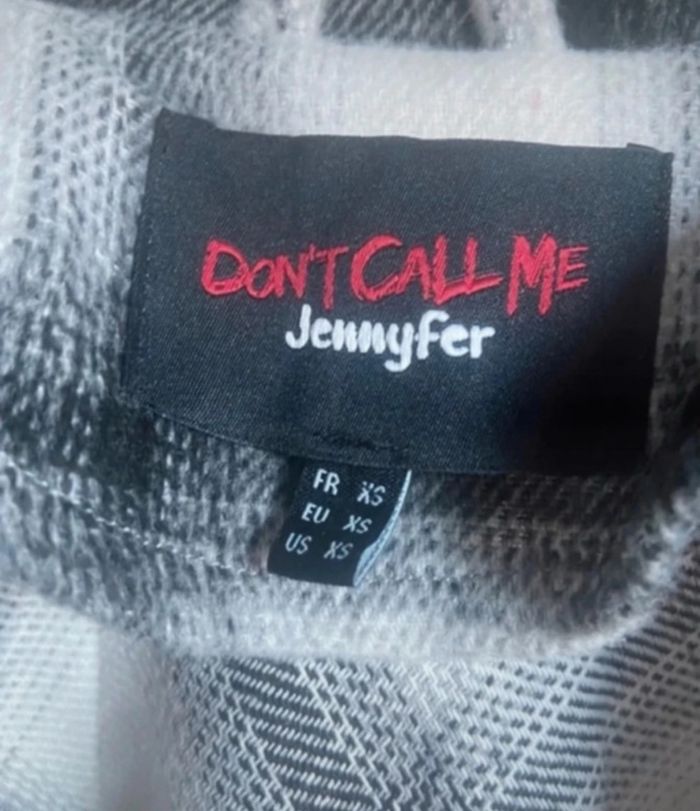 DON'T CALL ME
Jennyfer
FR XS
EU XS
US XS